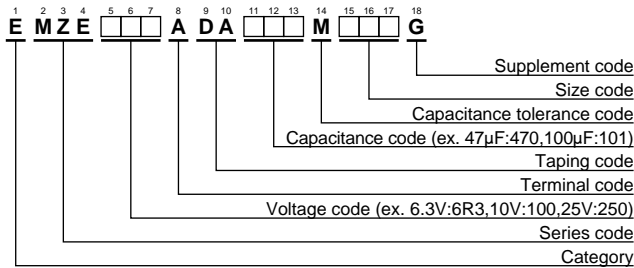 1 2 3 4 5 6 7 8 9 10 11 12 13 14 15 16 17 18
E M Z E □□□ A D A □□□ M □□□ G
Supplement code
Size code
Capacitance tolerance code
Capacitance code (ex. 47µF:470,100µF:101)
Taping code
Terminal code
Voltage code (ex. 6.3V:6R3,10V:100,25V:250)
Series code
Category